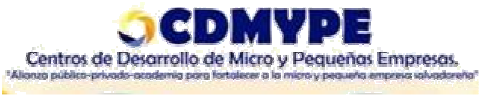 CDMYPE
Centros de Desarrollo de Micro y Pequeñas Empresas.
"Alianza público-privado-academia para fortalecer a la micro y pequeña empresa salvadoreña"